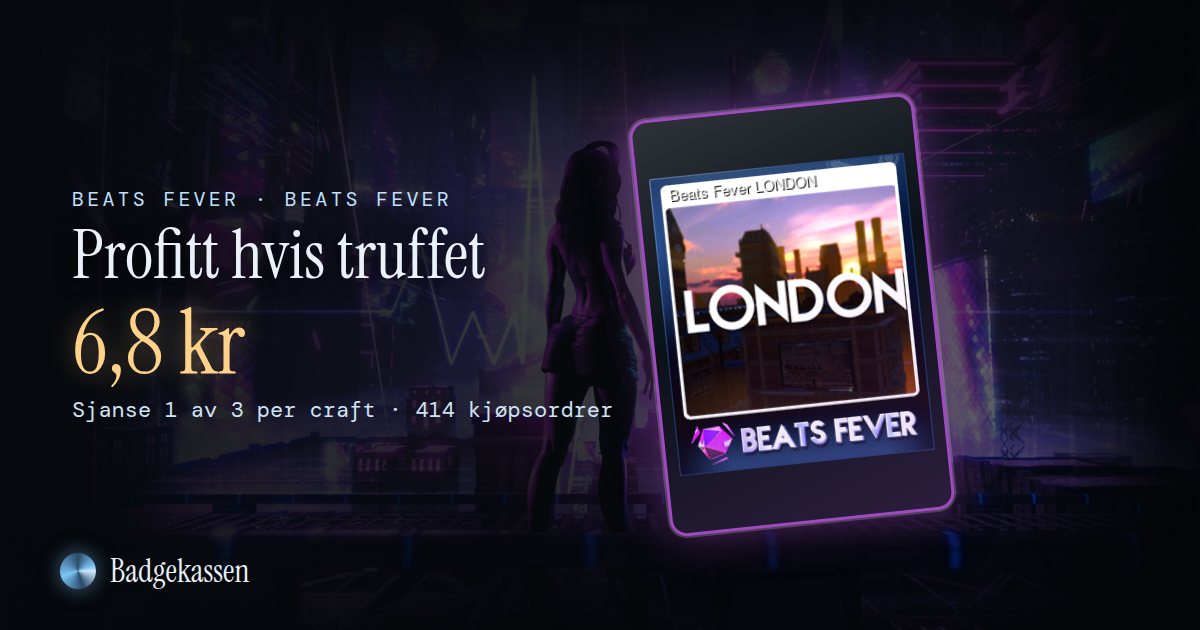 BEATS FEVER · BEATS FEVER
Profitt hvis truffet
6,8 kr
Sjanse 1 av 3 per craft · 414 kjøpsordrer
Beats Fever LONDON
LONDON
BEATS FEVER
Badgekassen